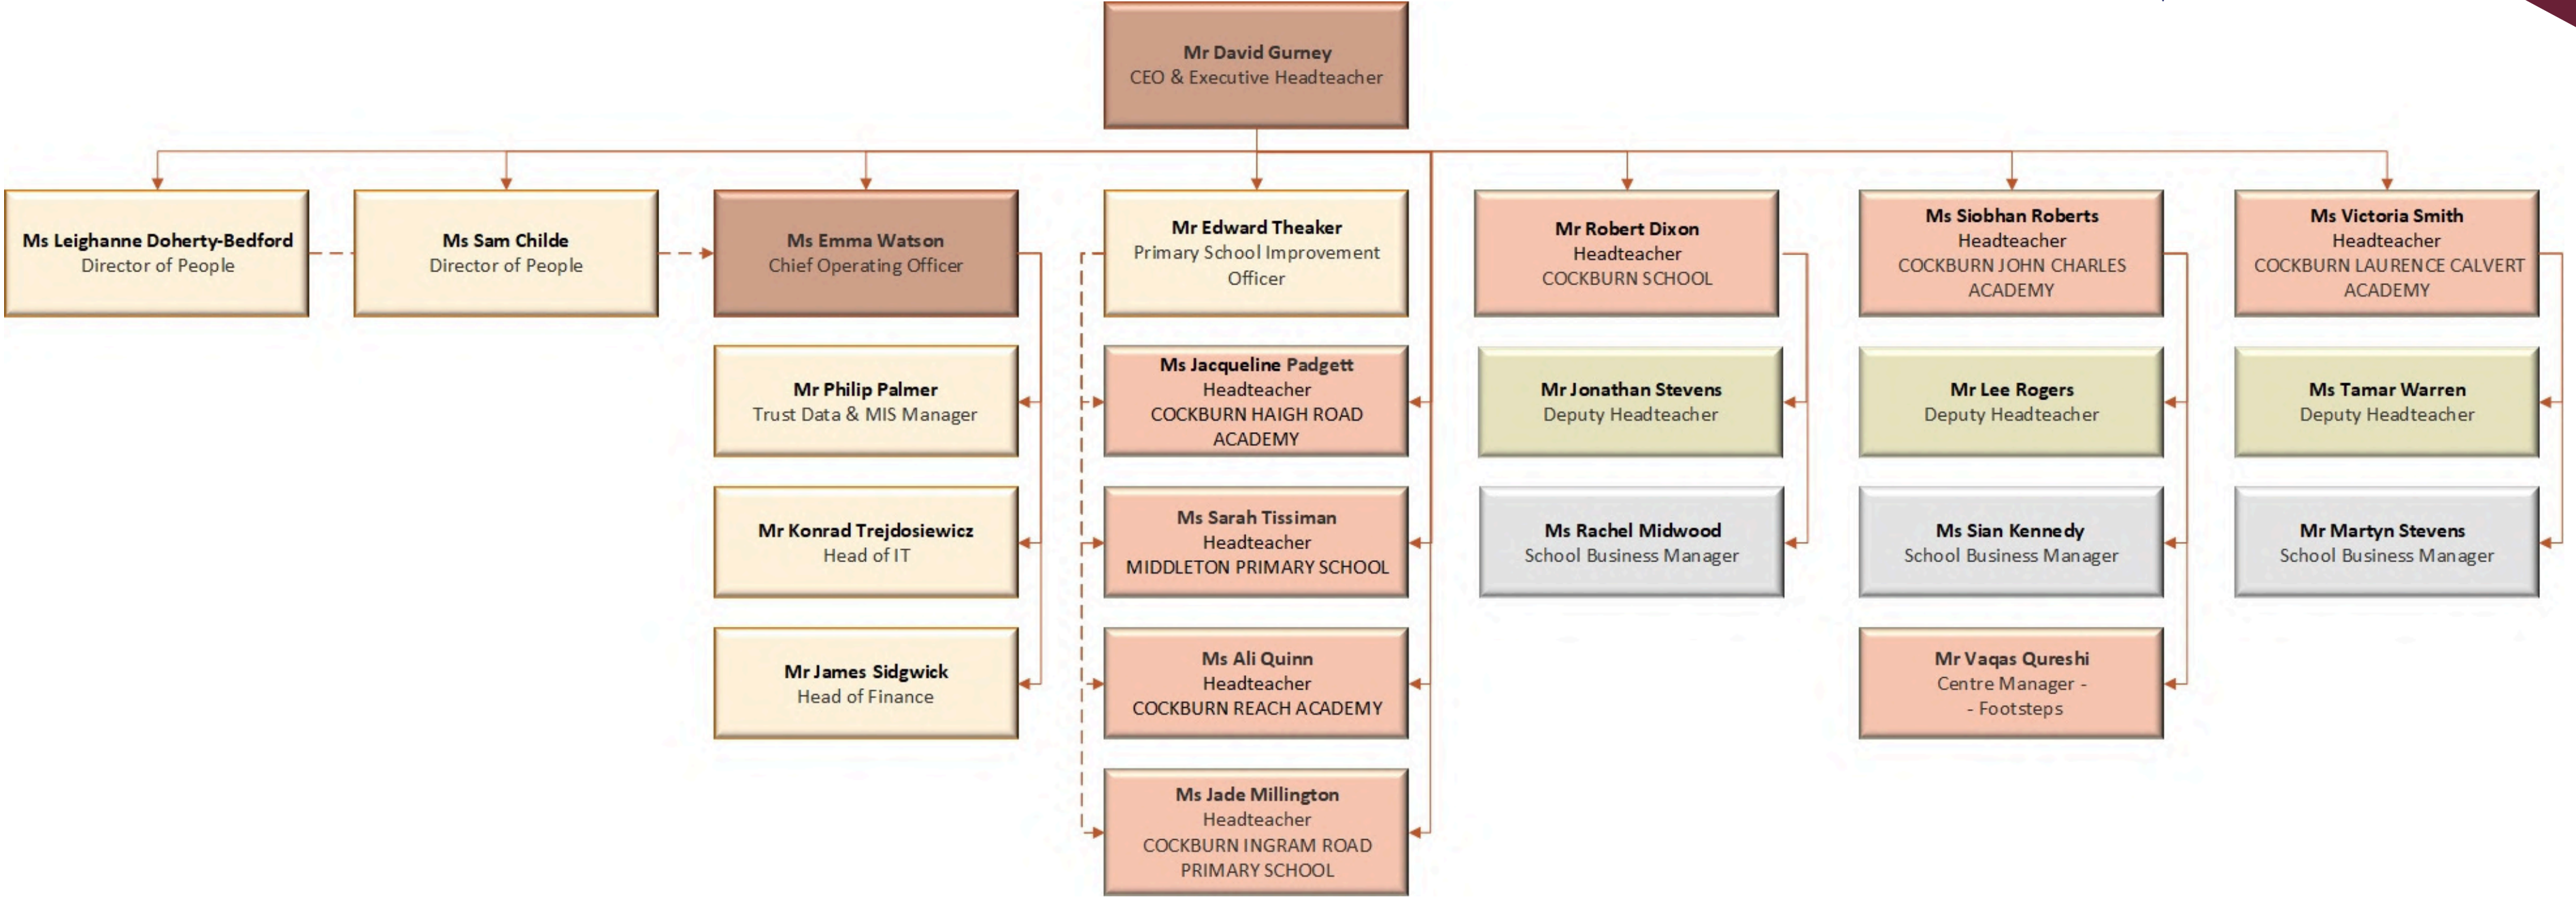 Mr David Gurney
CEO & Executive Headteacher
Ms Leighanne Doherty-Bedford
Director of People
Ms Sam Childe
Director of People
Ms Emma Watson
Chief Operating Officer
Mr Edward Theaker
Primary School Improvement
Officer
Mr Robert Dixon
Headteacher
COCKBURN SCHOOL
Ms Siobhan Roberts
Headteacher
COCKBURN JOHN CHARLES
ACADEMY
Ms Victoria Smith
Headteacher
COCKBURN LAURENCE CALVERT
ACADEMY
Mr Philip Palmer
Trust Data & MIS Manager
Ms Jacqueline Padgett
Headteacher
COCKBURN HAIGH ROAD
ACADEMY
Mr Jonathan Stevens
Deputy Headteacher
Mr Lee Rogers
Deputy Headteacher
Ms Tamar Warren
Deputy Headteacher
Mr Konrad Trejdosiewicz
Head of IT
Ms Sarah Tissiman
Headteacher
MIDDLETON PRIMARY SCHOOL
Ms Rachel Midwood
School Business Manager
Ms Sian Kennedy
School Business Manager
Mr Martyn Stevens
School Business Manager
Mr James Sidgwick
Head of Finance
Ms Ali Quinn
Headteacher
COCKBURN REACH ACADEMY
Mr Vaqas Qureshi
Centre Manager -
- Footsteps
Ms Jade Millington
Headteacher
COCKBURN INGRAM ROAD
PRIMARY SCHOOL